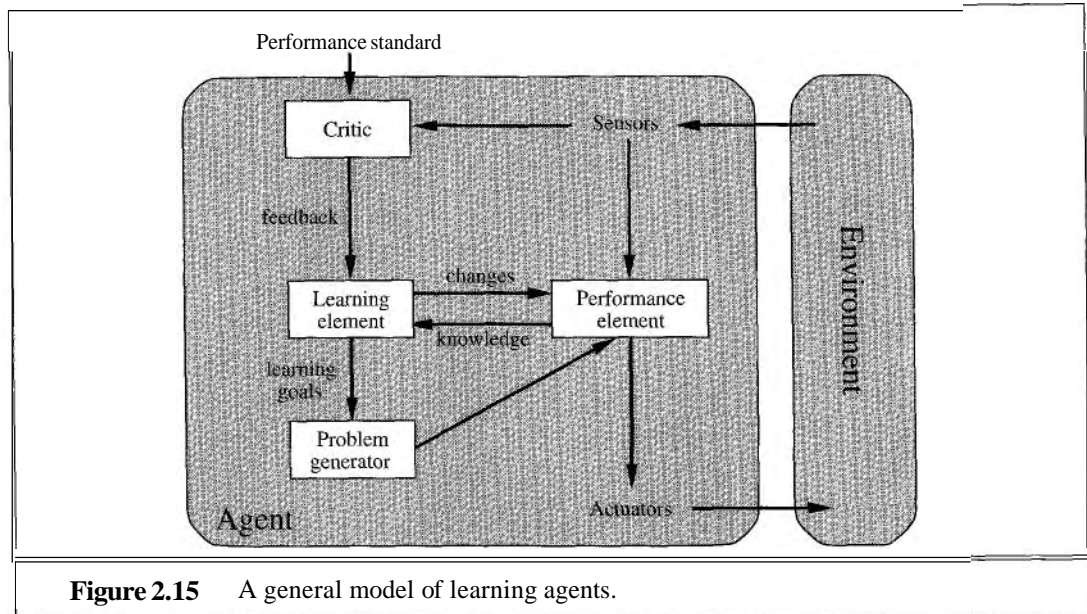 Performance standard
Critic
Sensors
feedback
changes
Learning
element
Performance
element
knowledge
learning
goals
Problem
generator
Agent
Actuators
Environment
Figure 2.15 A general model of learning agents.